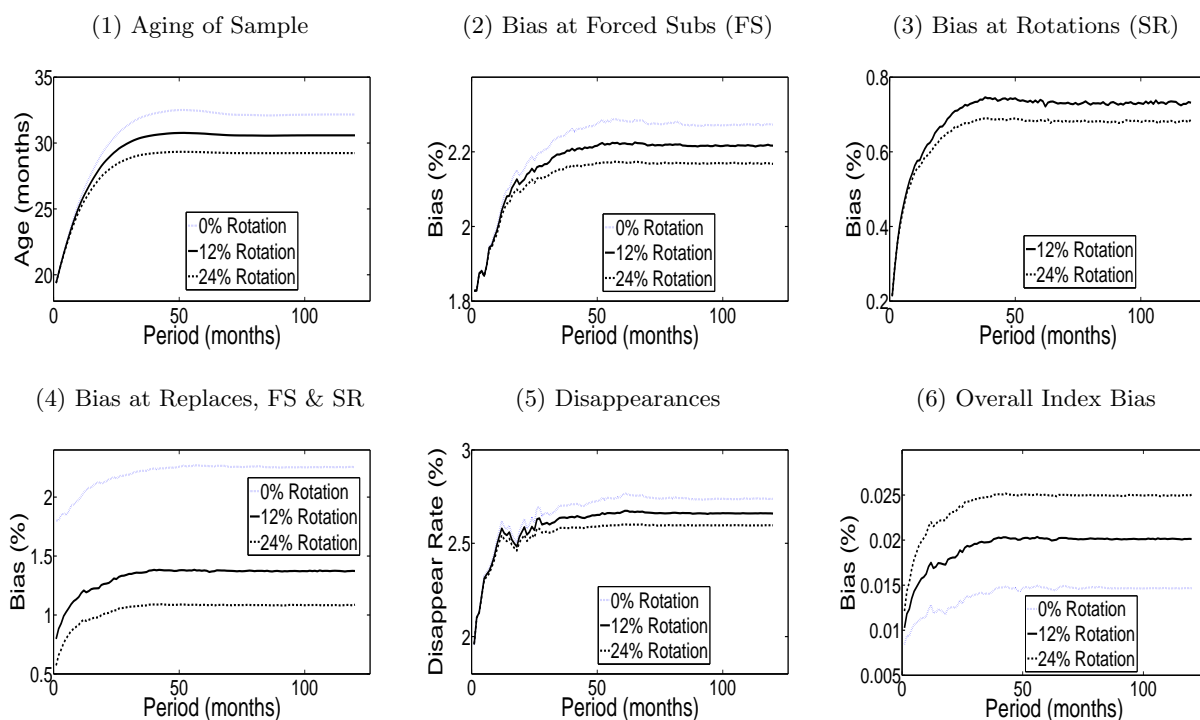 (1) Aging of Sample
35
30
25
20
0
50
100
Age (months)
Period (months)
0% Rotation
12% Rotation
24% Rotation
(2) Bias at Forced Subs (FS)
2.2
2
1.8
0
50
100
Bias (%)
Period (months)
0% Rotation
12% Rotation
24% Rotation
(3) Bias at Rotations (SR)
0.8
0.6
0.4
0.2
0
50
100
Bias (%)
Period (months)
12% Rotation
24% Rotation
(4) Bias at Replaces, FS & SR
2
1.5
1
0.5
0
50
100
Bias (%)
Period (months)
0% Rotation
12% Rotation
24% Rotation
(5) Disappearances
3
2.5
2
0
50
100
Disappear Rate (%)
Period (months)
0% Rotation
12% Rotation
24% Rotation
(6) Overall Index Bias
0.025
0.02
0.015
0.01
0.005
0
50
100
Bias (%)
Period (months)
0% Rotation
12% Rotation
24% Rotation